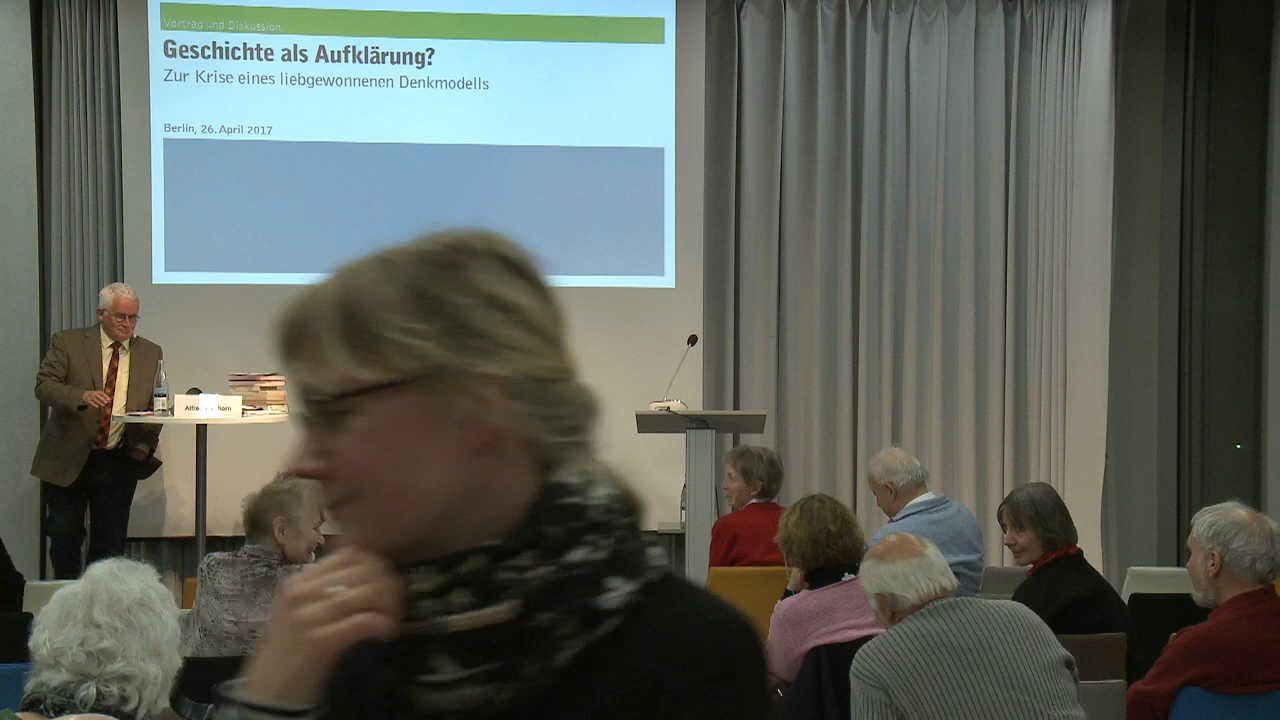 Vortrag und Diskussion
Geschichte als Aufklärung?
Zur Krise eines liebgewonnenen Denkmodells
Berlin, 26. April 2017